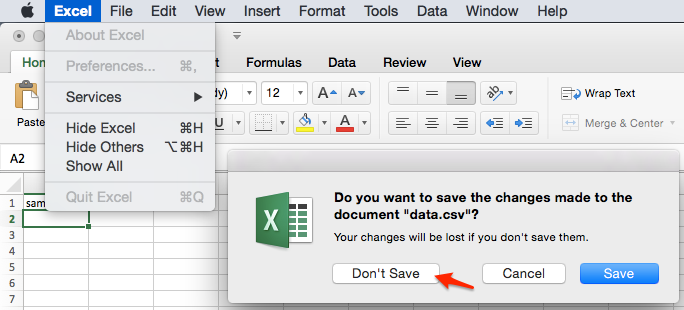 Excel File Edit View Insert Format Tools Data Window Help
About Excel
Preferences... ⌘,
Services ▶
Hide Excel ⌘H
Hide Others ⌥⌘H
Show All
Quit Excel ⌘Q
Formulas Data Review View
12 A A
Paste U A
Wrap Text
Merge & Center
A2
1 sam
2
3
4
5
6
7
Do you want to save the changes made to the
document "data.csv"?
Your changes will be lost if you don't save them.
Don't Save Cancel Save